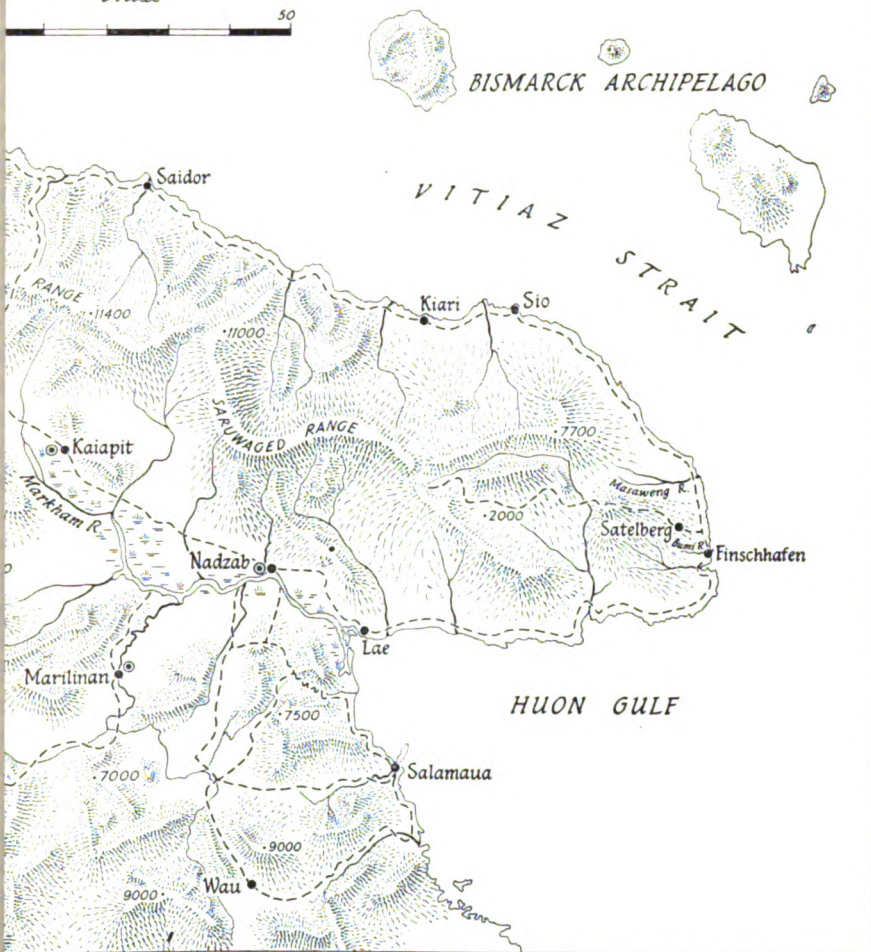 50
BISMARCK ARCHIPELAGO
Saidor
VITIAZ STRAIT
RANGE
11400
11000
Kiari
Sio
SARUWAGED RANGE
7700
Kaiapit
Markham R.
Masaweng R.
2000
Satelberg
Bumi R.
Finschhafen
Nadzab
Lae
Marilinan
HUON GULF
7500
7000
Salamaua
9000
Wau
9000